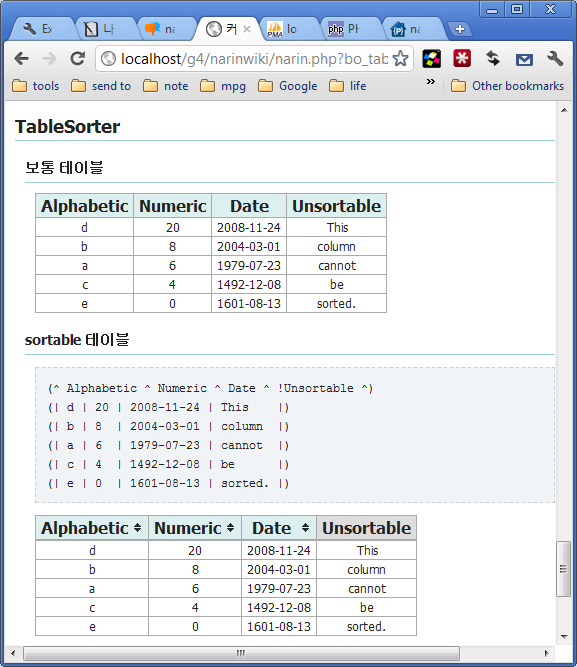 Ex
나
na
커
lo
Ph
na
localhost/g4/narinwiki/narin.php?bo_tab
tools send to note mpg Google life » Other bookmarks
TableSorter
보통 테이블
Alphabetic Numeric Date Unsortable
d 20 2008-11-24 This
b 8 2004-03-01 column
a 6 1979-07-23 cannot
c 4 1492-12-08 be
e 0 1601-08-13 sorted.
sortable 테이블
(^ Alphabetic ^ Numeric ^ Date ^ !Unsortable ^)
(| d | 20 | 2008-11-24 | This    |)
(| b | 8  | 2004-03-01 | column  |)
(| a | 6  | 1979-07-23 | cannot  |)
(| c | 4  | 1492-12-08 | be      |)
(| e | 0  | 1601-08-13 | sorted. |)
Alphabetic Numeric Date Unsortable
d 20 2008-11-24 This
b 8 2004-03-01 column
a 6 1979-07-23 cannot
c 4 1492-12-08 be
e 0 1601-08-13 sorted.